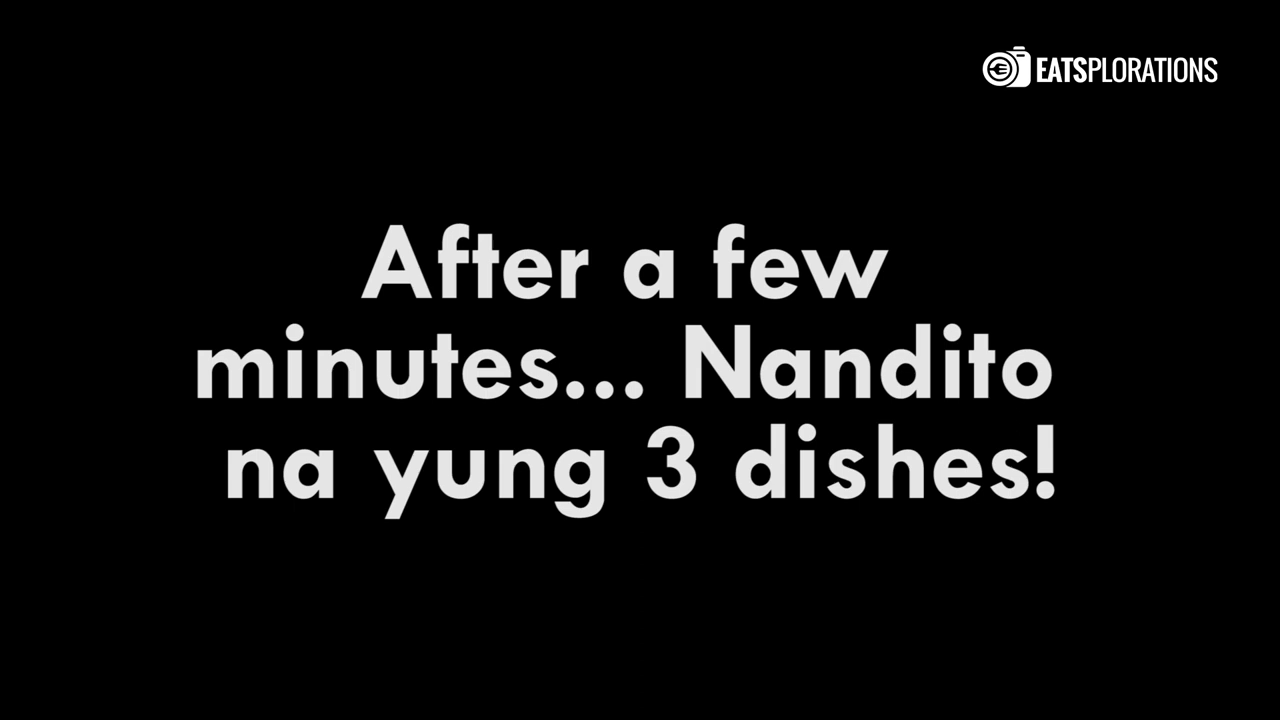 EATSPLORATIONS
After a few
minutes... Nandito
na yung 3 dishes!